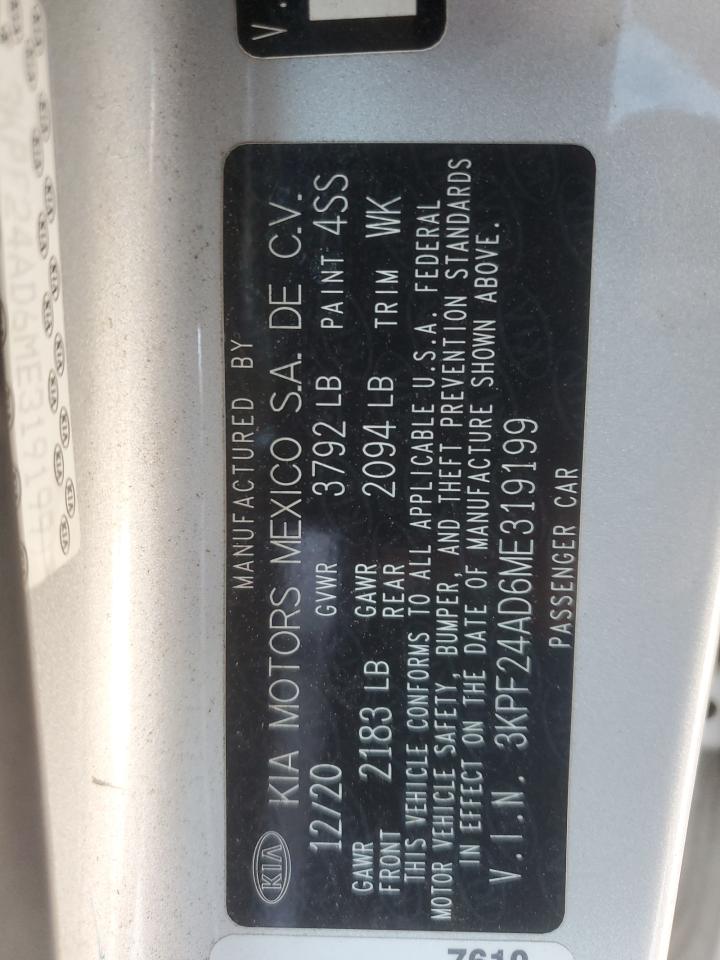 V.
MANUFACTURED BY
KIA KIA MOTORS MEXICO S.A. DE C.V.
12/20 GVWR 3792 LB PAINT 4SS
GAWR FRONT 2183 LB GAWR REAR 2094 LB TRIM WK
THIS VEHICLE CONFORMS TO ALL APPLICABLE U.S.A. FEDERAL
MOTOR VEHICLE SAFETY, BUMPER, AND THEFT PREVENTION STANDARDS
IN EFFECT ON THE DATE OF MANUFACTURE SHOWN ABOVE.
V.I.N. 3KPF24AD6ME319199
PASSENGER CAR